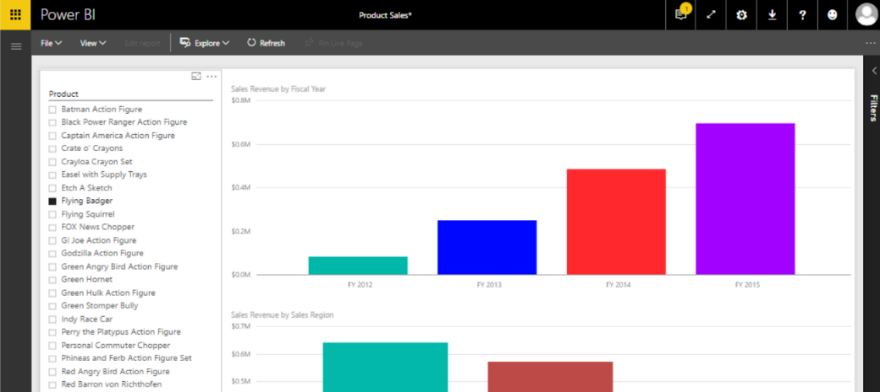 Power BI
Product Sales*
1
File View Edit report Explore Refresh Pin Live Page
Product
Batman Action Figure
Black Power Ranger Action Figure
Captain America Action Figure
Crate o' Crayons
Crayloa Crayon Set
Easel with Supply Trays
Etch A Sketch
Flying Badger
Flying Squirrel
FOX News Chopper
Gi Joe Action Figure
Godzilla Action Figure
Green Angry Bird Action Figure
Green Hornet
Green Hulk Action Figure
Green Stomper Bully
Indy Race Car
Perry the Platypus Action Figure
Personal Commuter Chopper
Phineas and Ferb Action Figure Set
Red Angry Bird Action Figure
Red Barron von Richthofen
Sales Revenue by Fiscal Year
$0.8M
$0.6M
$0.4M
$0.2M
$0.0M
FY 2012
FY 2013
FY 2014
FY 2015
Sales Revenue by Sales Region
$0.7M
$0.6M
$0.5M
Filters